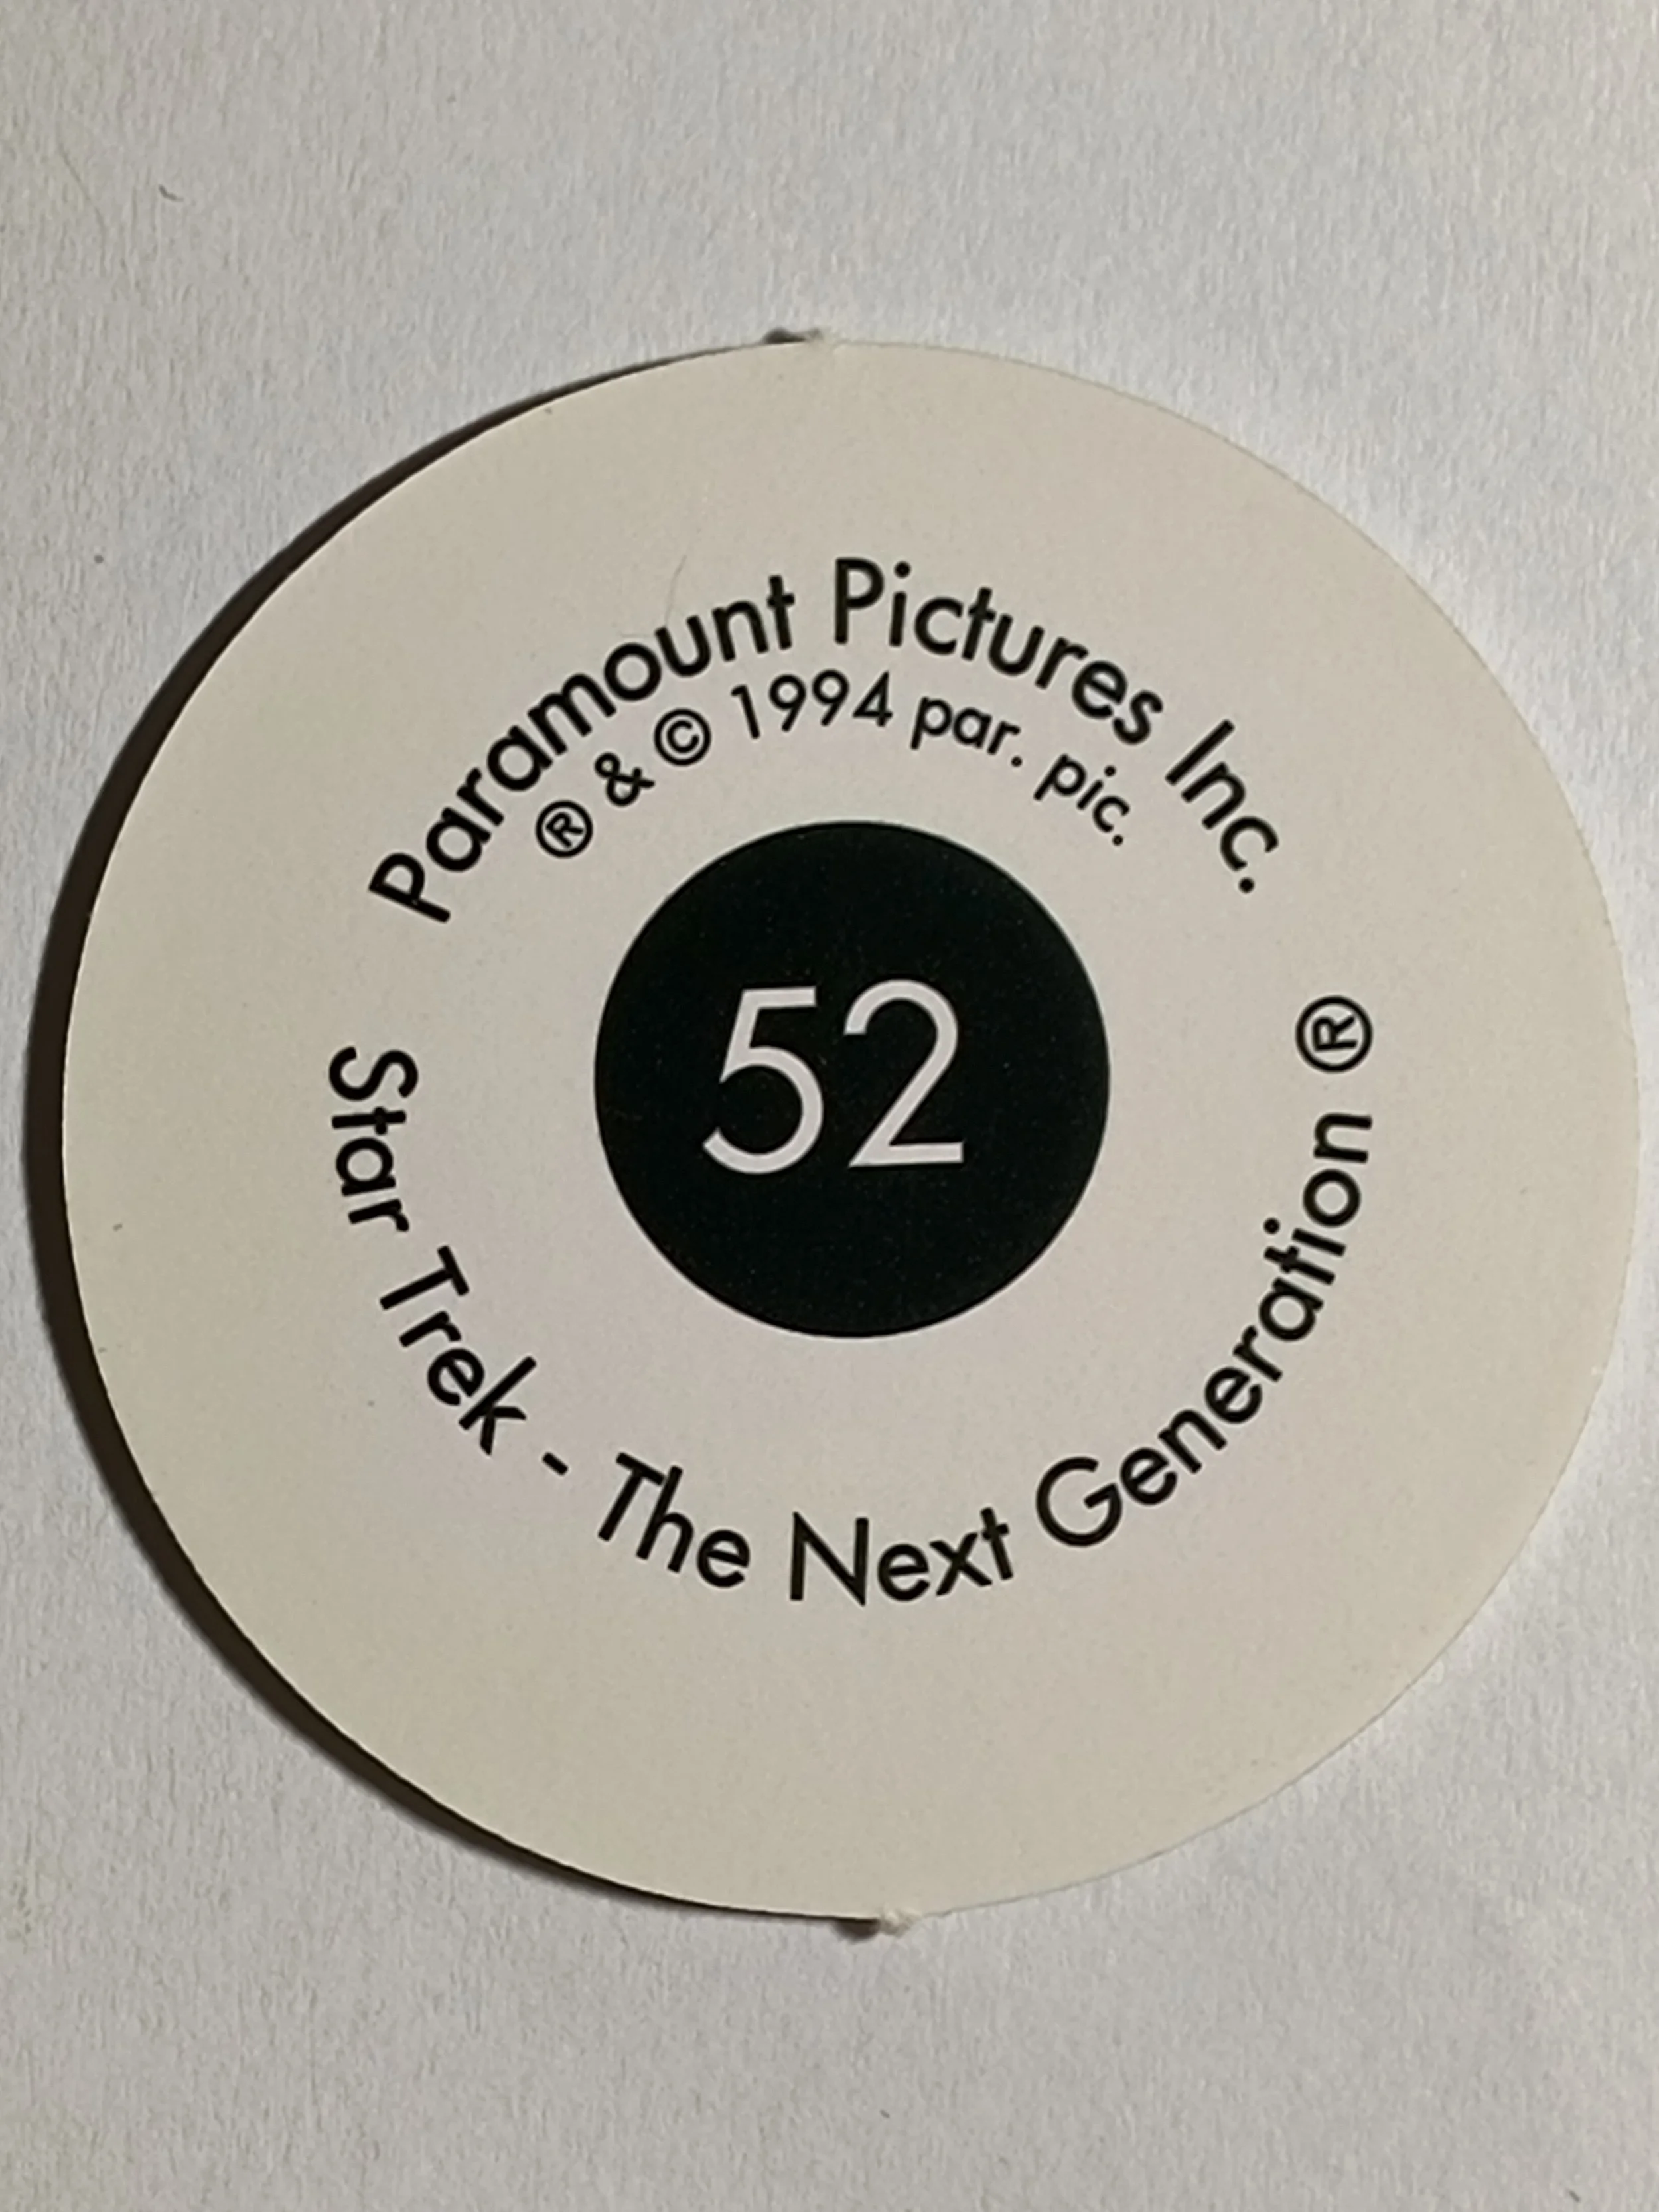 Paramount Pictures Inc.
® & © 1994 par. pic.
52
Star Trek - The Next Generation ®